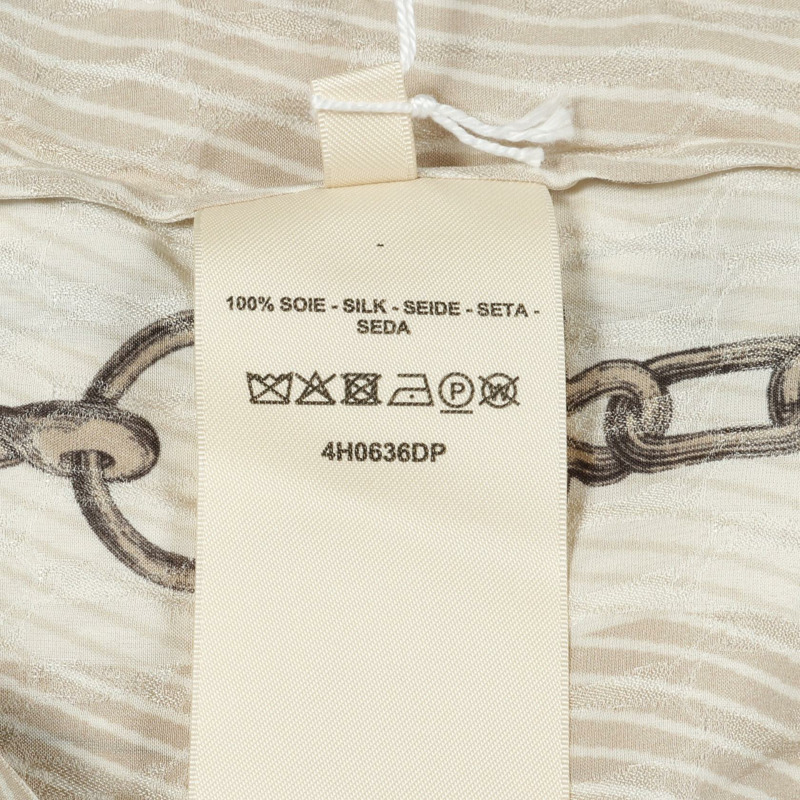 -
100% SOIE - SILK - SEIDE - SETA -
SEDA
P W
4H0636DP